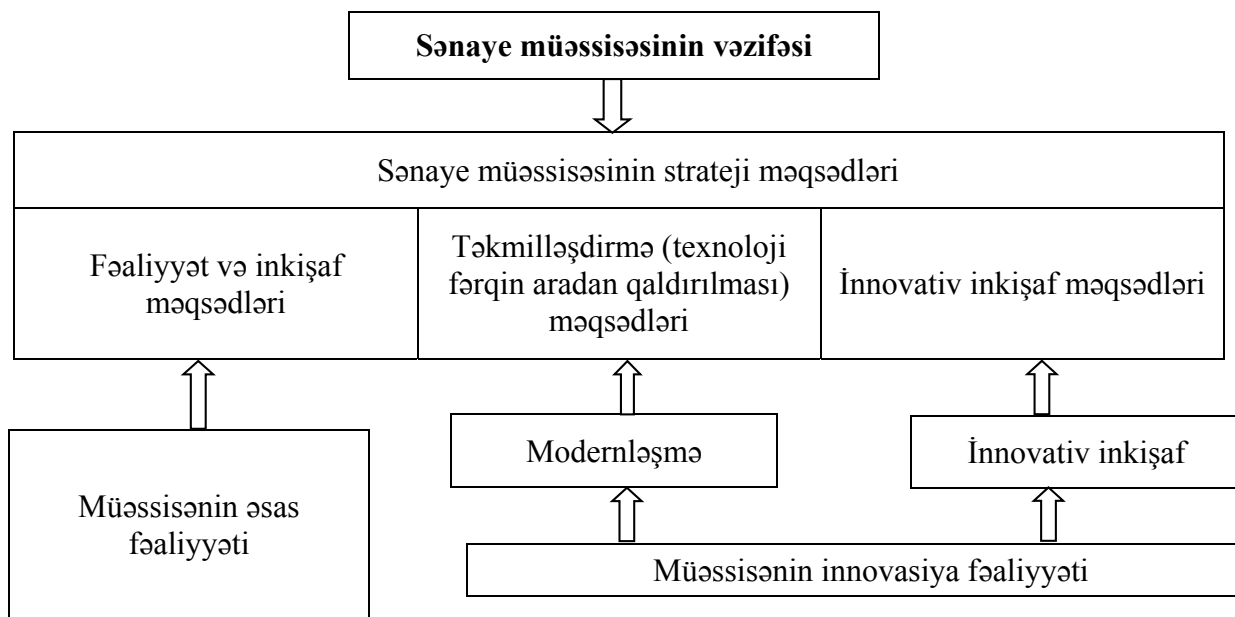 Sənaye müəssisəsinin vəzifəsi
Sənaye müəssisəsinin strateji məqsədləri
Fəaliyyət və inkişaf
məqsədləri
Təkmilləşdirmə (texnoloji
fərqin aradan qaldırılması)
məqsədləri
İnnovativ inkişaf məqsədləri
Müəssisənin əsas
fəaliyyəti
Modernləşmə
İnnovativ inkişaf
Müəssisənin innovasiya fəaliyyəti